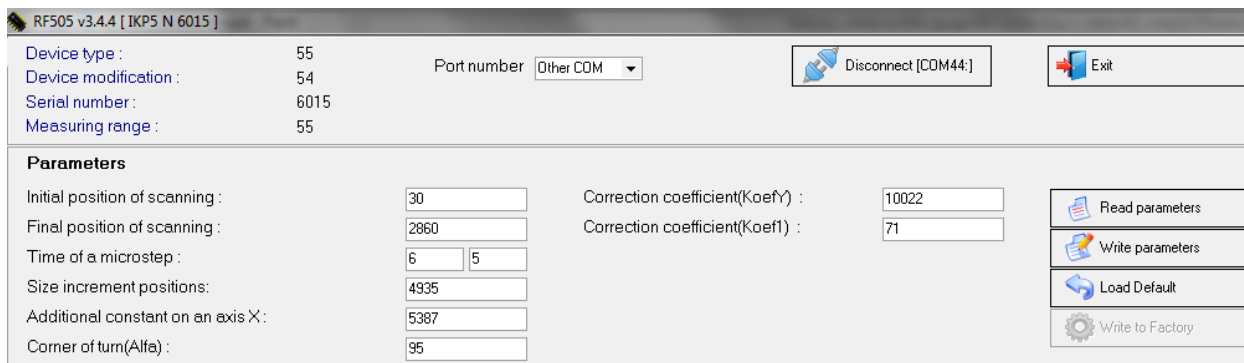 RF505 v3.4.4 [ IKP5 N 6015 ]
Device type : 55
Device modification : 54
Serial number : 6015
Measuring range : 55
Port number Other COM
Disconnect [COM44:]
Exit
Parameters
Initial position of scanning : 30
Final position of scanning : 2860
Time of a microstep : 6 5
Size increment positions: 4935
Additional constant on an axis X : 5387
Corner of turn(Alfa) : 95
Correction coefficient(KoefY) : 10022
Correction coefficient(Koef1) : 71
Read parameters
Write parameters
Load Default
Write to Factory